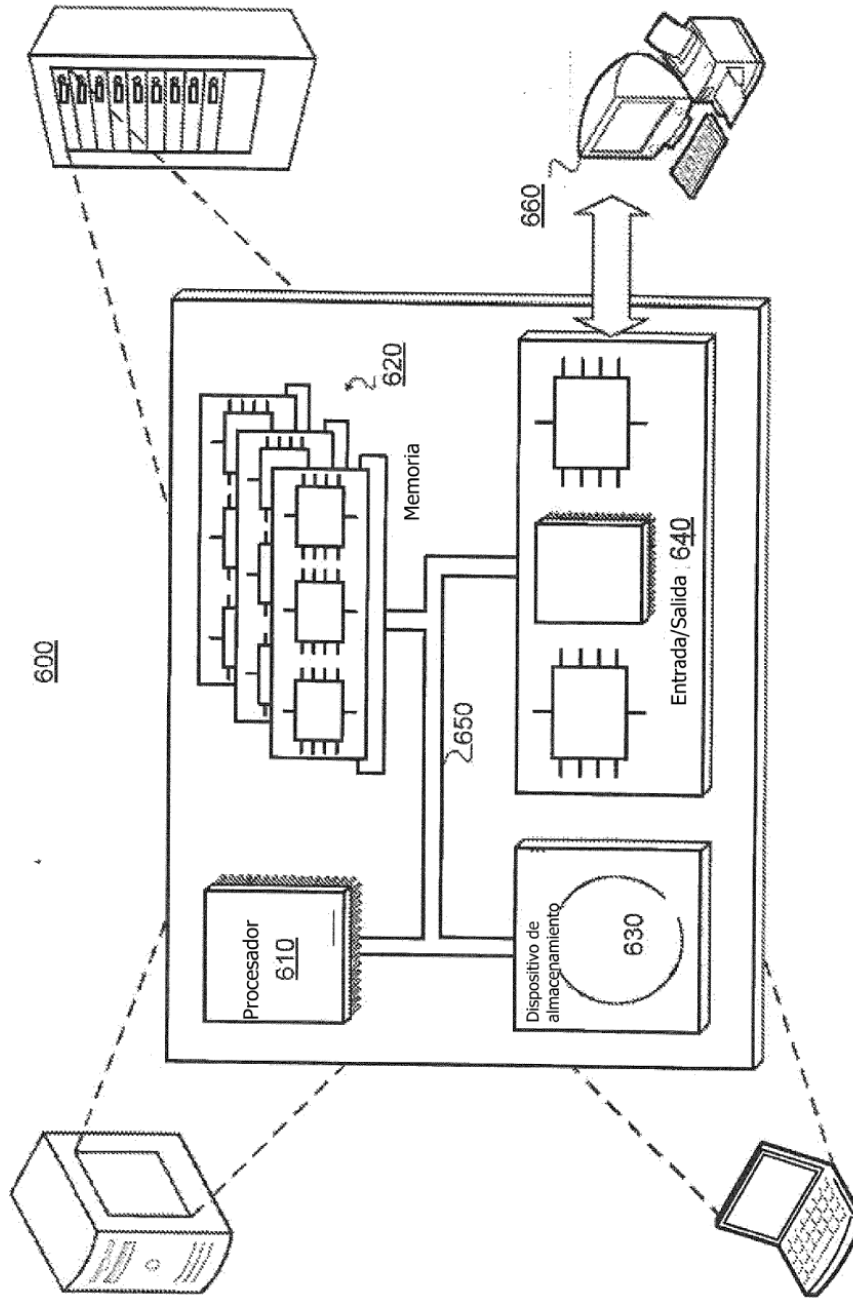 600
Procesador
610
Memoria
620
650
Dispositivo de
almacenamiento
630
Entrada/Salida
640
660